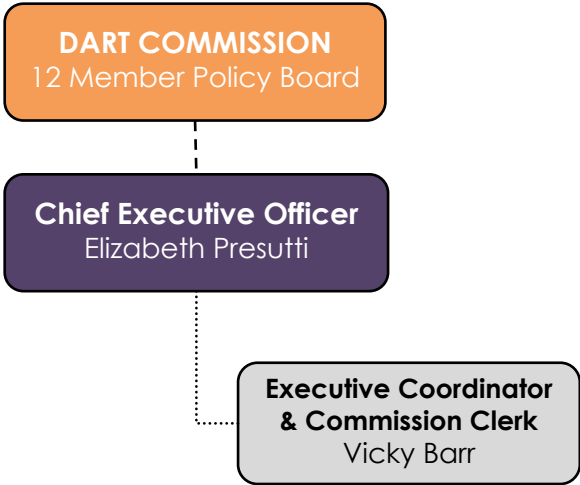 DART COMMISSION
12 Member Policy Board
Chief Executive Officer
Elizabeth Presutti
Executive Coordinator
& Commission Clerk
Vicky Barr